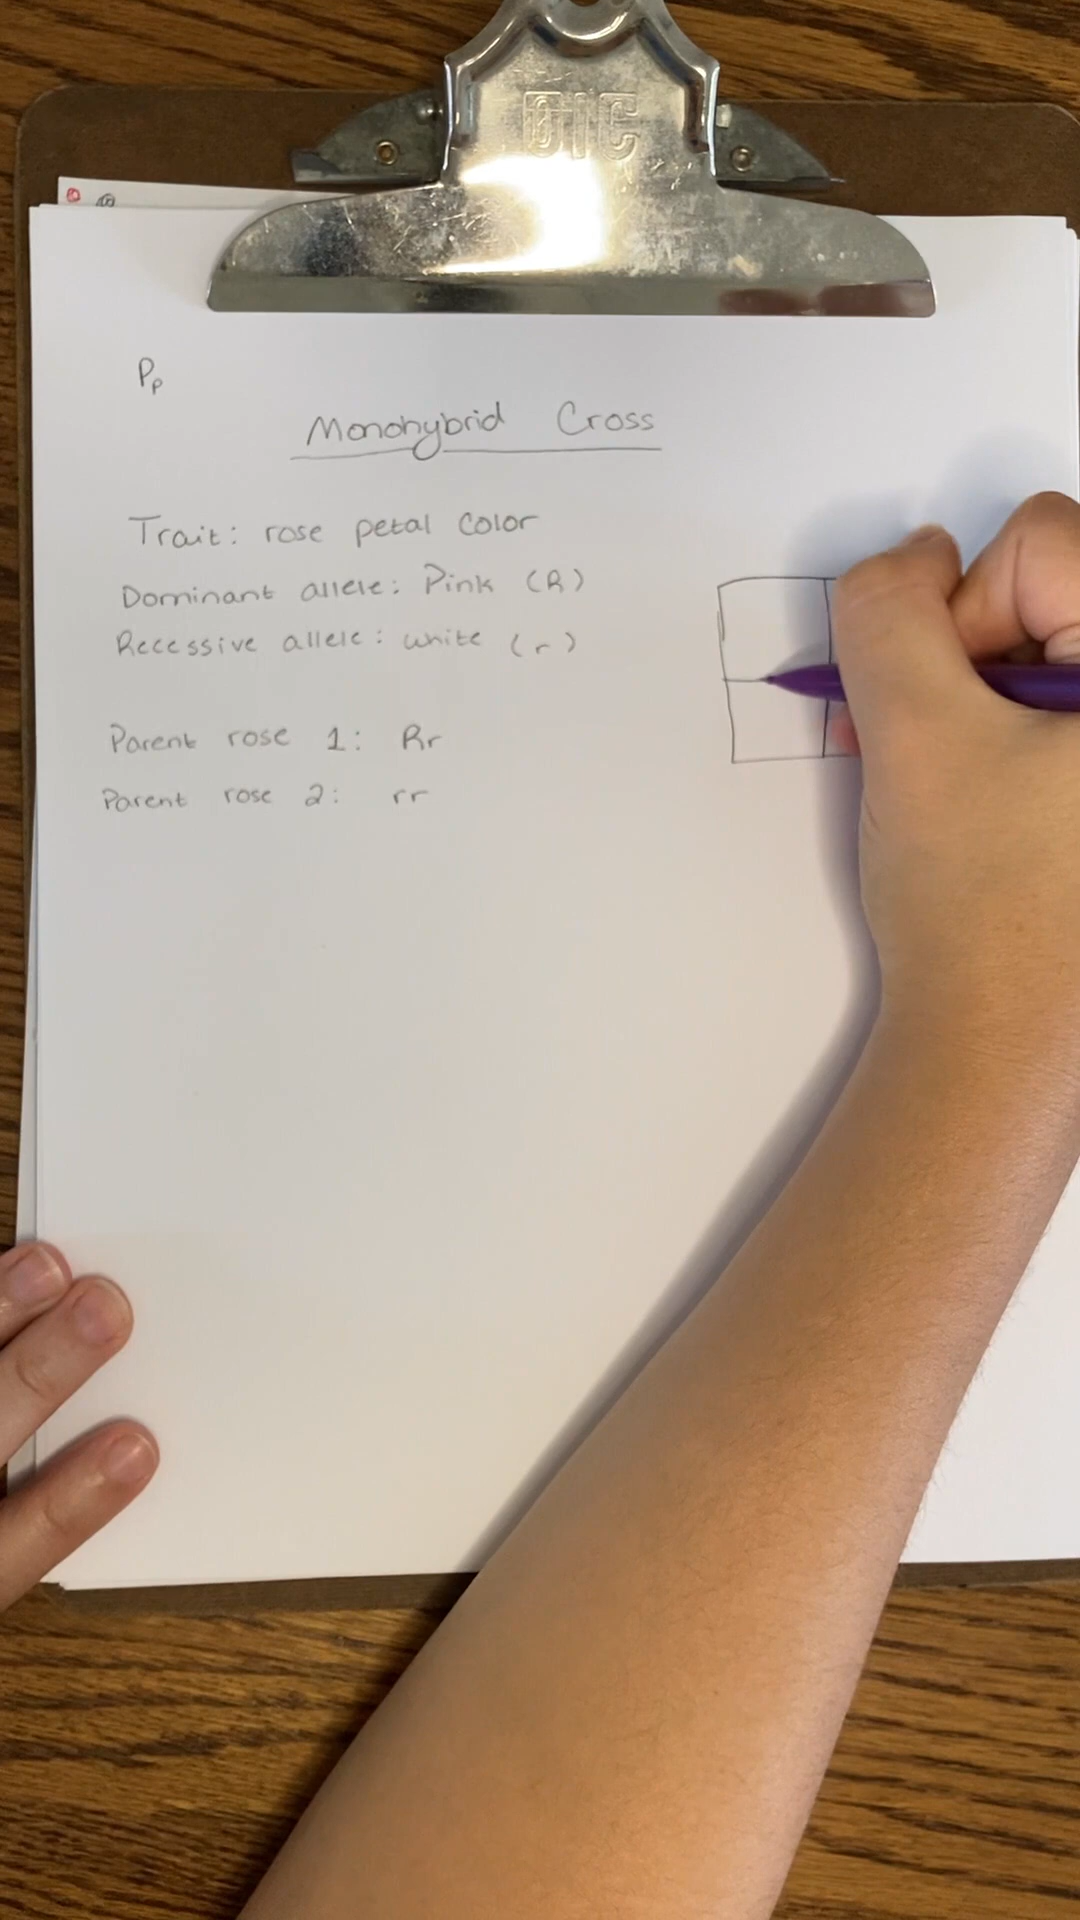 OIC
Pp
Monohybrid Cross
Trait: rose petal color
Dominant allele: Pink (R)
Recessive allele: white (r)
Parent rose 1: Rr
Parent rose 2: rr